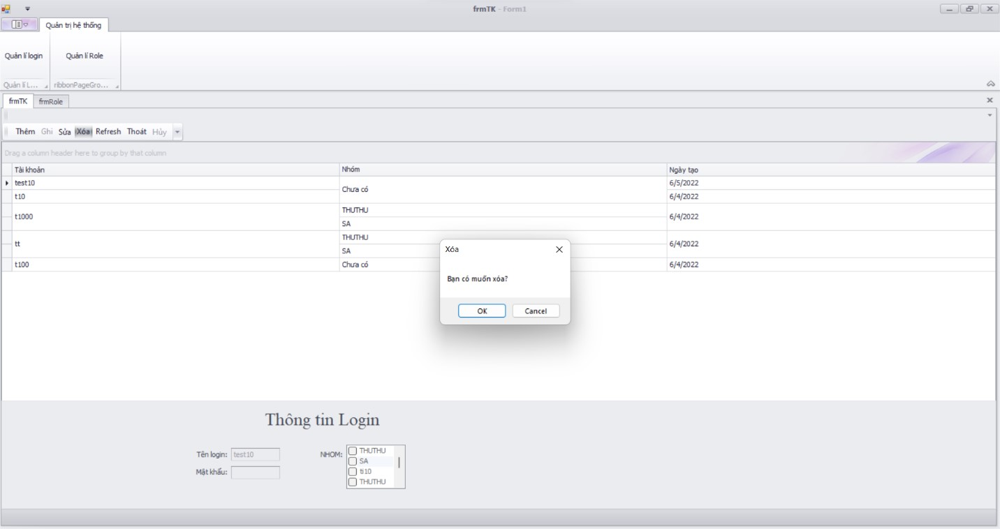 frmTK - Form1
Quản trị hệ thống
Quản lí login
Quản lí Role
Quản lí L...
ribbonPageGro...
frmTK
frmRole
Thêm Ghi Sửa Xóa Refresh Thoát Hủy
Drag a column header here to group by that column
Tài khoản Nhóm Ngày tạo
test10 Chưa có 6/5/2022
t10 6/4/2022
t1000 THUTHU 6/4/2022
SA
tt THUTHU 6/4/2022
SA
t100 Chưa có 6/4/2022
Xóa
Bạn có muốn xóa?
OK Cancel
Thông tin Login
Tên login: test10
Mật khẩu:
NHOM: THUTHU
SA
ti10
THUTHU